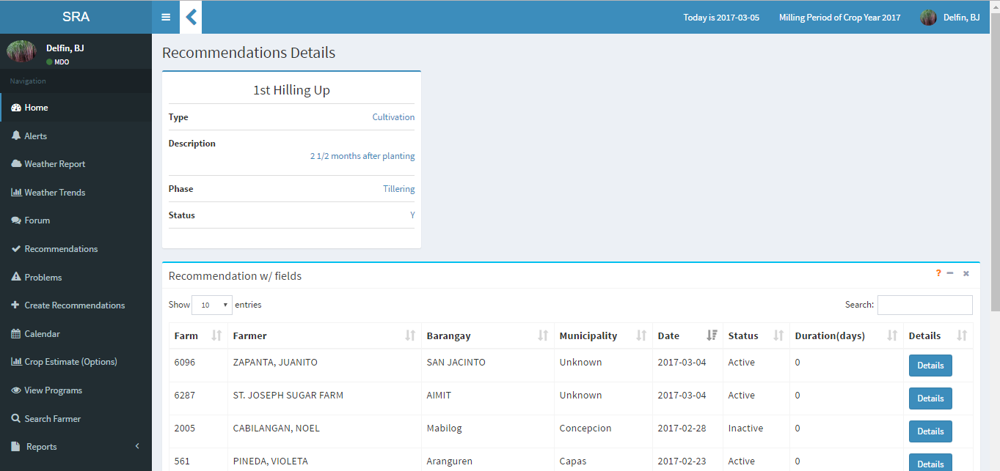 SRA
Today is 2017-03-05 Milling Period of Crop Year 2017 Delfin, BJ
Delfin, BJ
MDO
Navigation
Home
Alerts
Weather Report
Weather Trends
Forum
Recommendations
Problems
Create Recommendations
Calendar
Crop Estimate (Options)
View Programs
Search Farmer
Reports
Recommendations Details
1st Hilling Up
Type Cultivation
Description
2 1/2 months after planting
Phase Tillering
Status Y
Recommendation w/ fields
Show 10 entries Search:
Farm Farmer Barangay Municipality Date Status Duration(days) Details
6096 ZAPANTA, JUANITO SAN JACINTO Unknown 2017-03-04 Active 0 Details
6287 ST. JOSEPH SUGAR FARM AIMIT Unknown 2017-03-04 Active 0 Details
2005 CABILANGAN, NOEL Mabilog Concepcion 2017-02-28 Inactive 0 Details
561 PINEDA, VIOLETA Aranguren Capas 2017-02-23 Active 0 Details